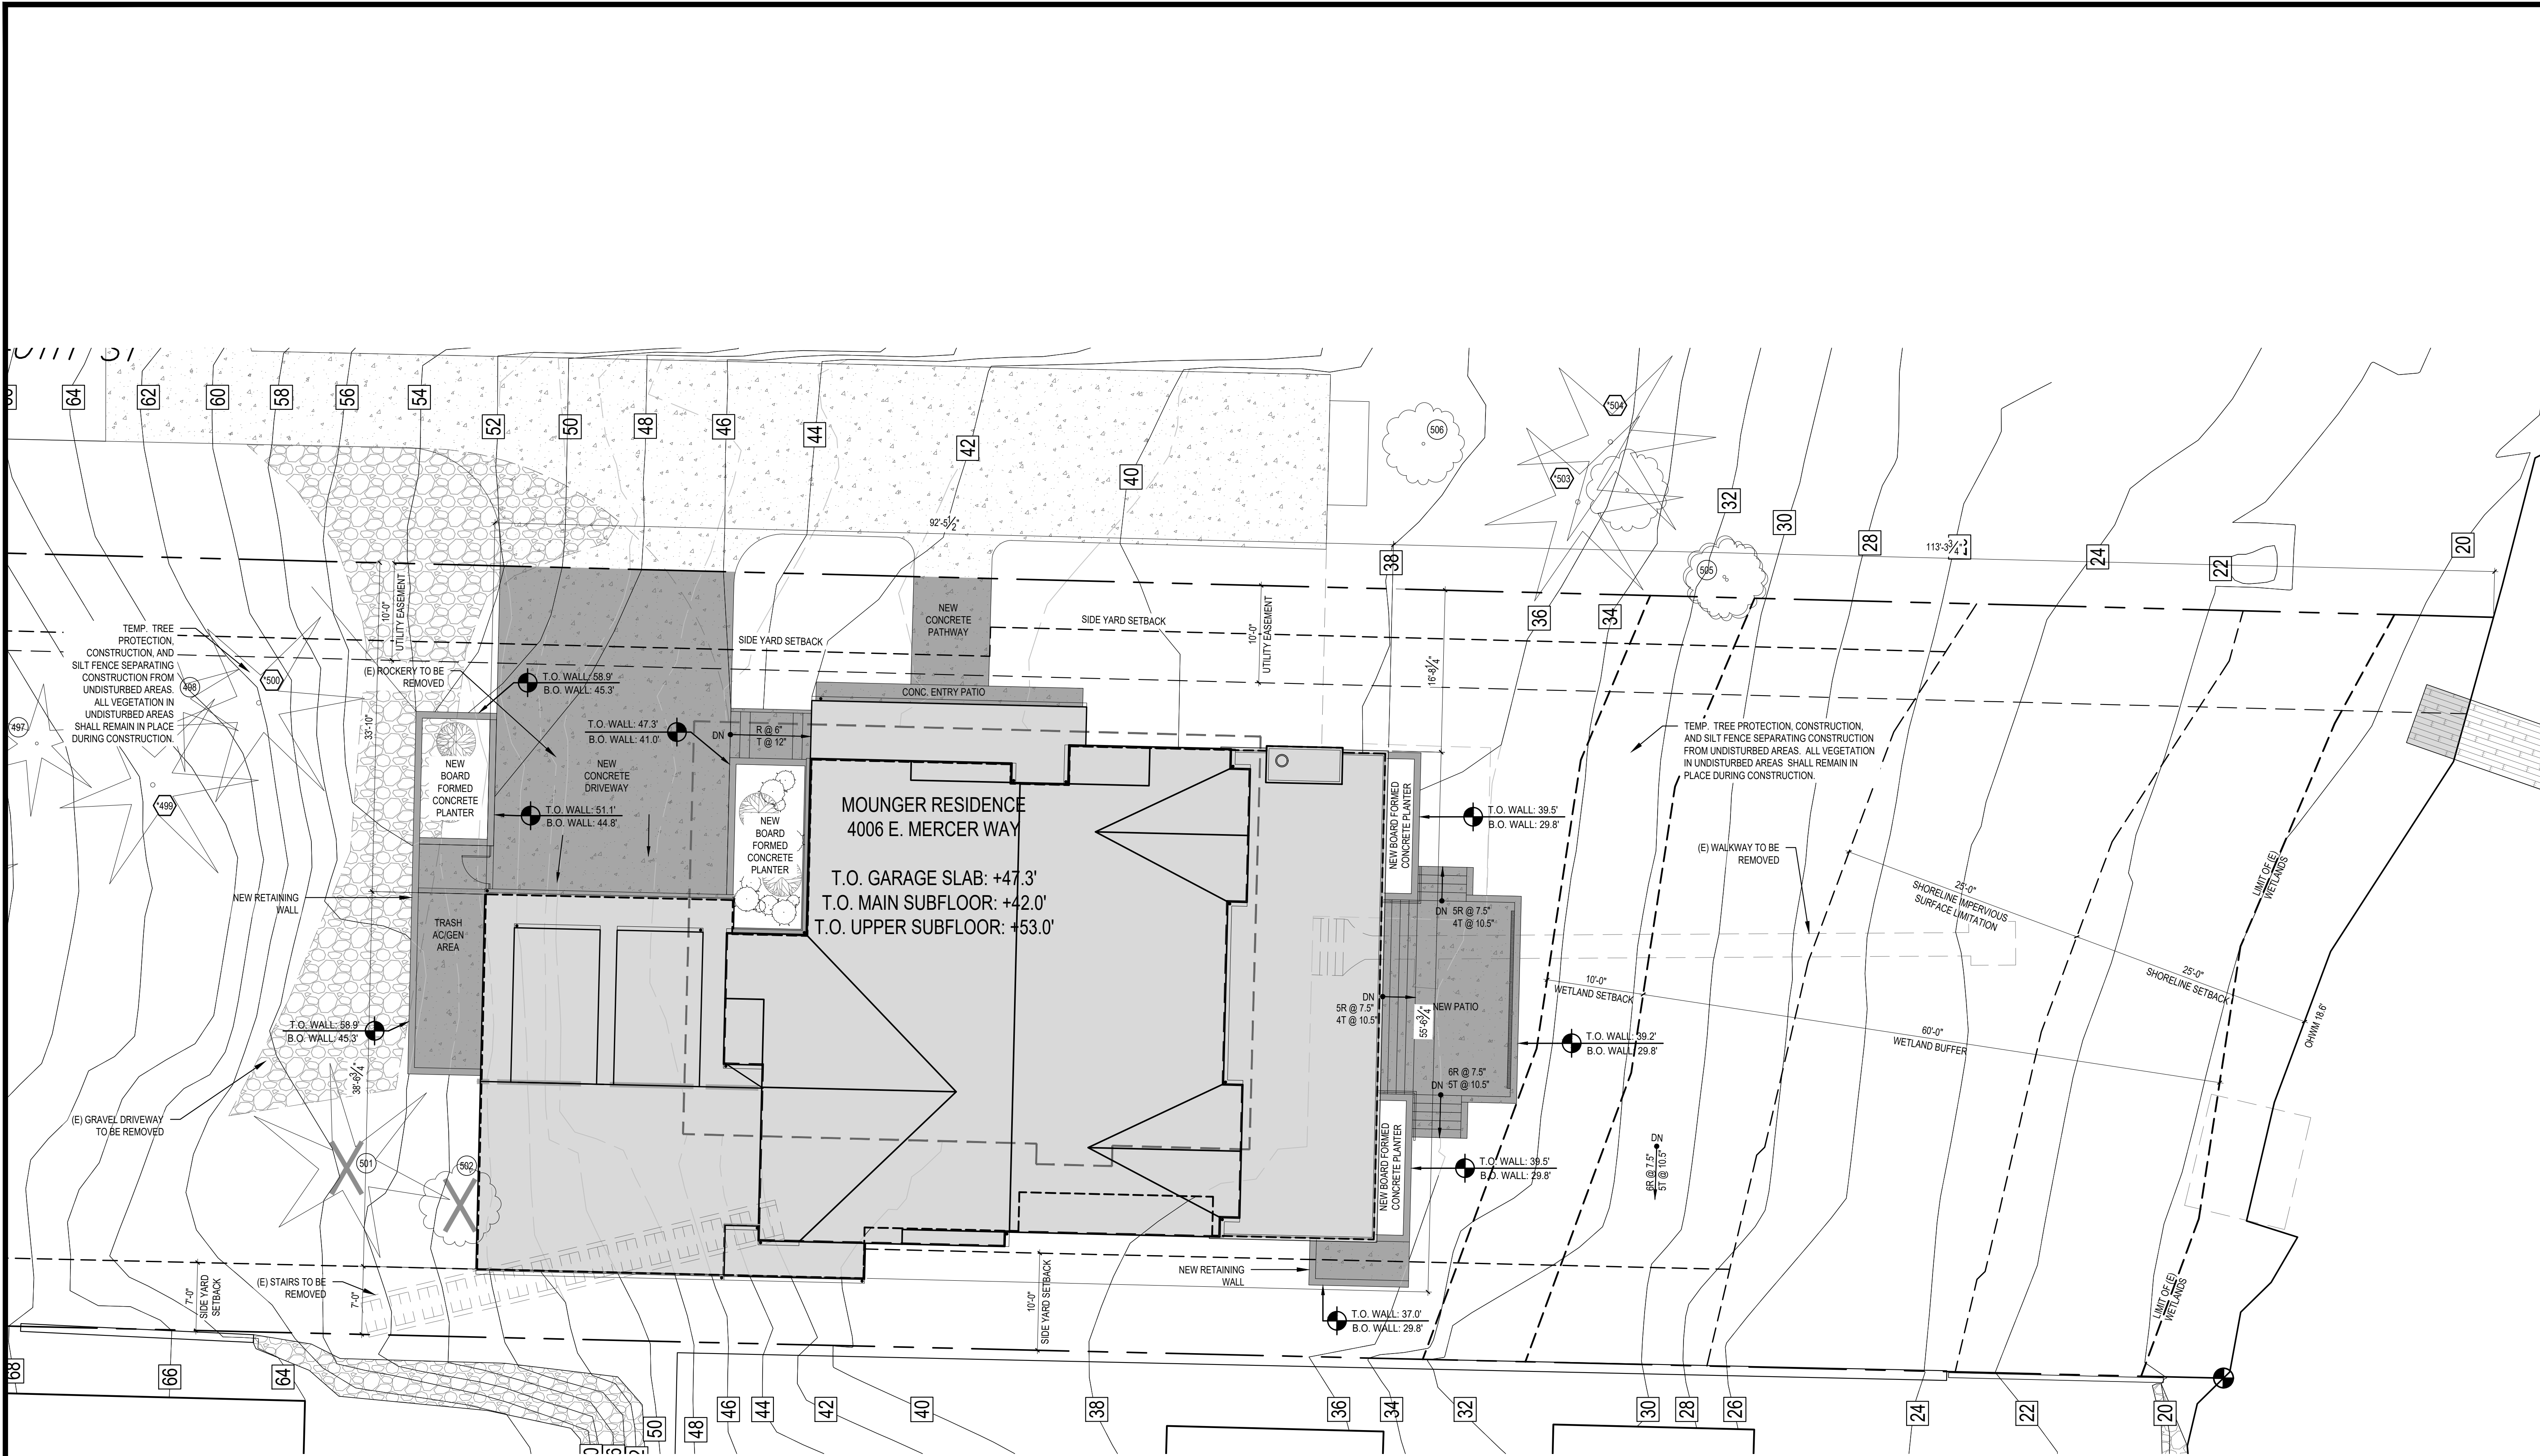 64
62
60
58
56
54
52
50
48
46
44
42
40
38
36
34
32
30
28
24
22
20
*504
506
*503
505
92'-5½"
113'-3¾"
10'-0"
UTILITY EASEMENT
NEW
CONCRETE
PATHWAY
SIDE YARD SETBACK
SIDE YARD SETBACK
10'-0"
UTILITY EASEMENT
16'-8¼"
TEMP. TREE
PROTECTION,
CONSTRUCTION, AND
SILT FENCE SEPARATING
CONSTRUCTION FROM
UNDISTURBED AREAS.
ALL VEGETATION IN
UNDISTURBED AREAS
SHALL REMAIN IN PLACE
DURING CONSTRUCTION.
497
498
*499
*500
(E) ROCKERY TO BE
REMOVED
T.O. WALL: 58.9'
B.O. WALL: 45.3'
CONC. ENTRY PATIO
33'-10"
T.O. WALL: 47.3'
B.O. WALL: 41.0'
DN
R @ 6"
T @ 12"
NEW
BOARD
FORMED
CONCRETE
PLANTER
NEW
CONCRETE
DRIVEWAY
T.O. WALL: 51.1'
B.O. WALL: 44.8'
NEW
BOARD
FORMED
CONCRETE
PLANTER
MOUNGER RESIDENCE
4006 E. MERCER WAY
T.O. GARAGE SLAB: +47.3'
T.O. MAIN SUBFLOOR: +42.0'
T.O. UPPER SUBFLOOR: +53.0'
NEW BOARD FORMED
CONCRETE PLANTER
T.O. WALL: 39.5'
B.O. WALL: 29.8'
TEMP. TREE PROTECTION, CONSTRUCTION,
AND SILT FENCE SEPARATING CONSTRUCTION
FROM UNDISTURBED AREAS. ALL VEGETATION
IN UNDISTURBED AREAS SHALL REMAIN IN
PLACE DURING CONSTRUCTION.
(E) WALKWAY TO BE
REMOVED
25'-0"
SHORELINE IMPERVIOUS
SURFACE LIMITATION
LIMIT OF (E)
WETLANDS
25'-0"
SHORELINE SETBACK
OHWM 18.6'
NEW RETAINING
WALL
TRASH
AC/GEN
AREA
DN 5R @ 7.5"
4T @ 10.5"
DN
5R @ 7.5"
4T @ 10.5"
55'-6¾"
NEW PATIO
10'-0"
WETLAND SETBACK
60'-0"
WETLAND BUFFER
T.O. WALL: 58.9'
B.O. WALL: 45.3'
T.O. WALL: 39.2'
B.O. WALL: 29.8'
38'-6¾"
6R @ 7.5"
DN 5T @ 10.5"
(E) GRAVEL DRIVEWAY
TO BE REMOVED
501
502
NEW BOARD FORMED
CONCRETE PLANTER
T.O. WALL: 39.5'
B.O. WALL: 29.8'
DN
6R @ 7.5"
5T @ 10.5"
7'-0"
SIDE YARD
SETBACK
(E) STAIRS TO BE
REMOVED
7'-0"
10'-0"
SIDE YARD SETBACK
NEW RETAINING
WALL
T.O. WALL: 37.0'
B.O. WALL: 29.8'
LIMIT OF (E)
WETLANDS
68
66
64
50
48
46
44
42
40
38
36
34
32
30
28
26
24
22
20